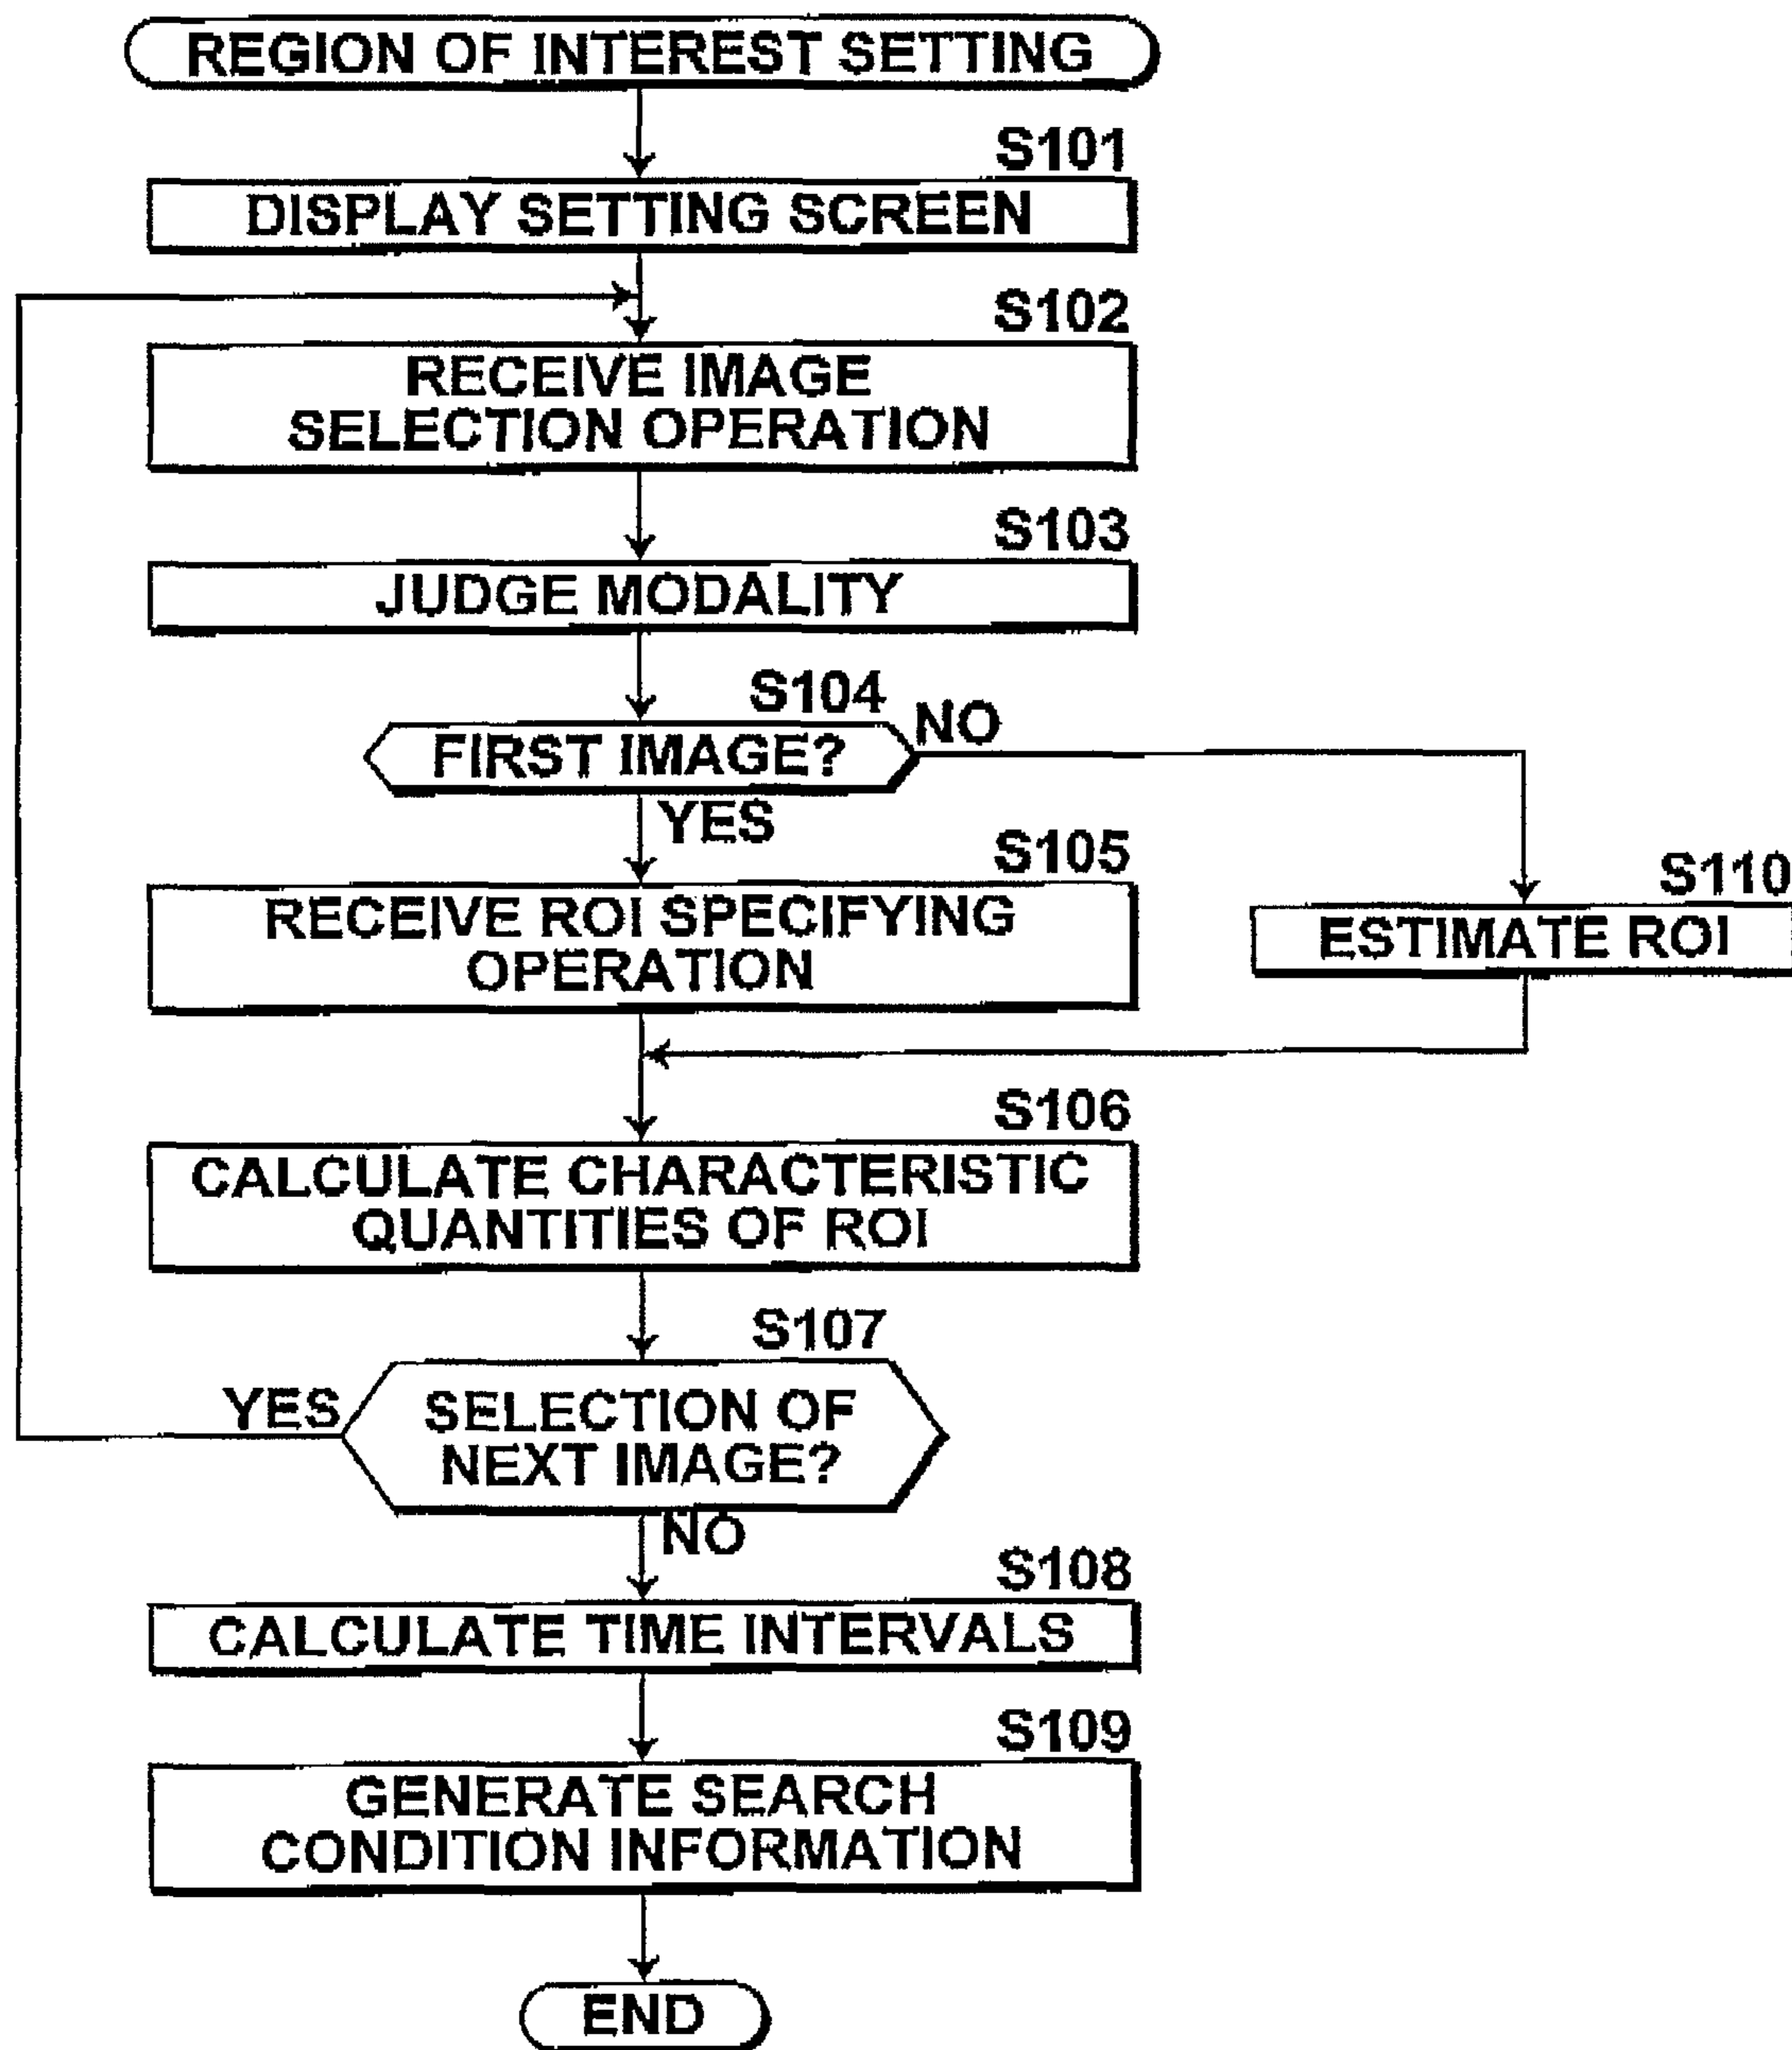 REGION OF INTEREST SETTING
S101
DISPLAY SETTING SCREEN
S102
RECEIVE IMAGE
SELECTION OPERATION
S103
JUDGE MODALITY
S104
FIRST IMAGE?
NO
YES
S105
RECEIVE ROI SPECIFYING
OPERATION
S110
ESTIMATE ROI
S106
CALCULATE CHARACTERISTIC
QUANTITIES OF ROI
S107
YES
SELECTION OF
NEXT IMAGE?
NO
S108
CALCULATE TIME INTERVALS
S109
GENERATE SEARCH
CONDITION INFORMATION
END